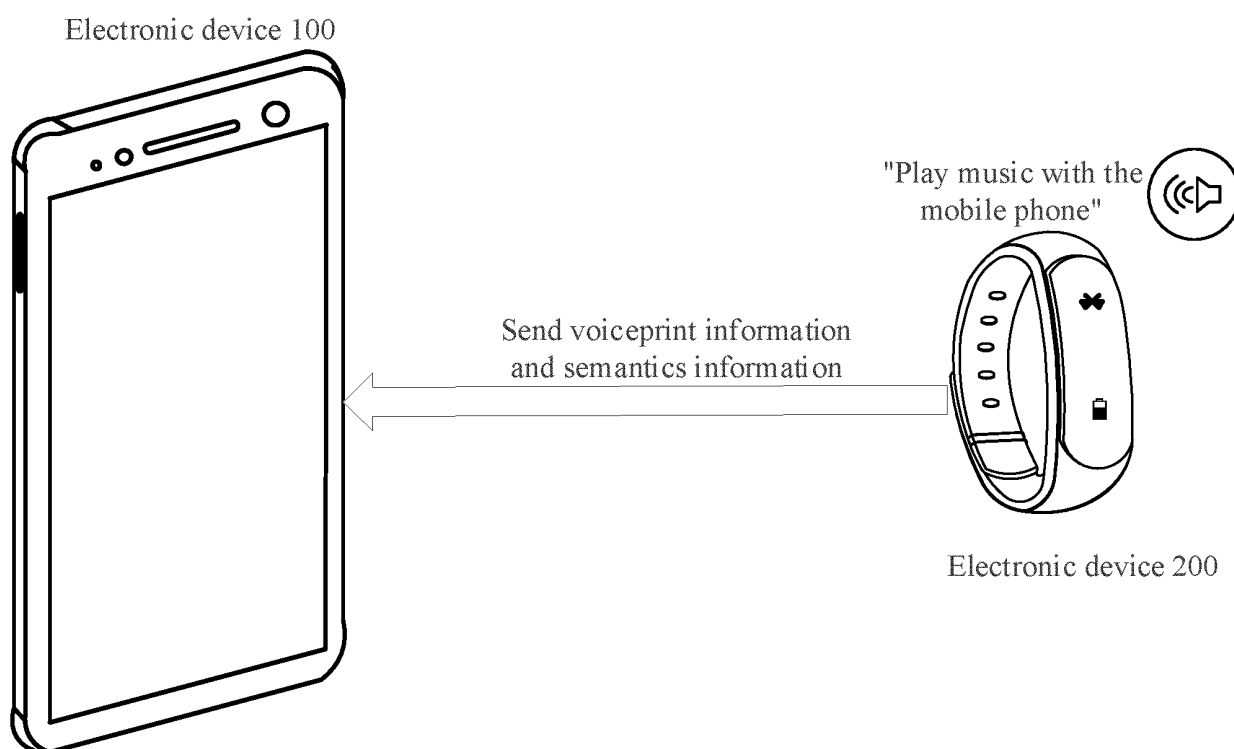 Electronic device 100
"Play music with the
mobile phone"
Send voiceprint information
and semantics information
Electronic device 200